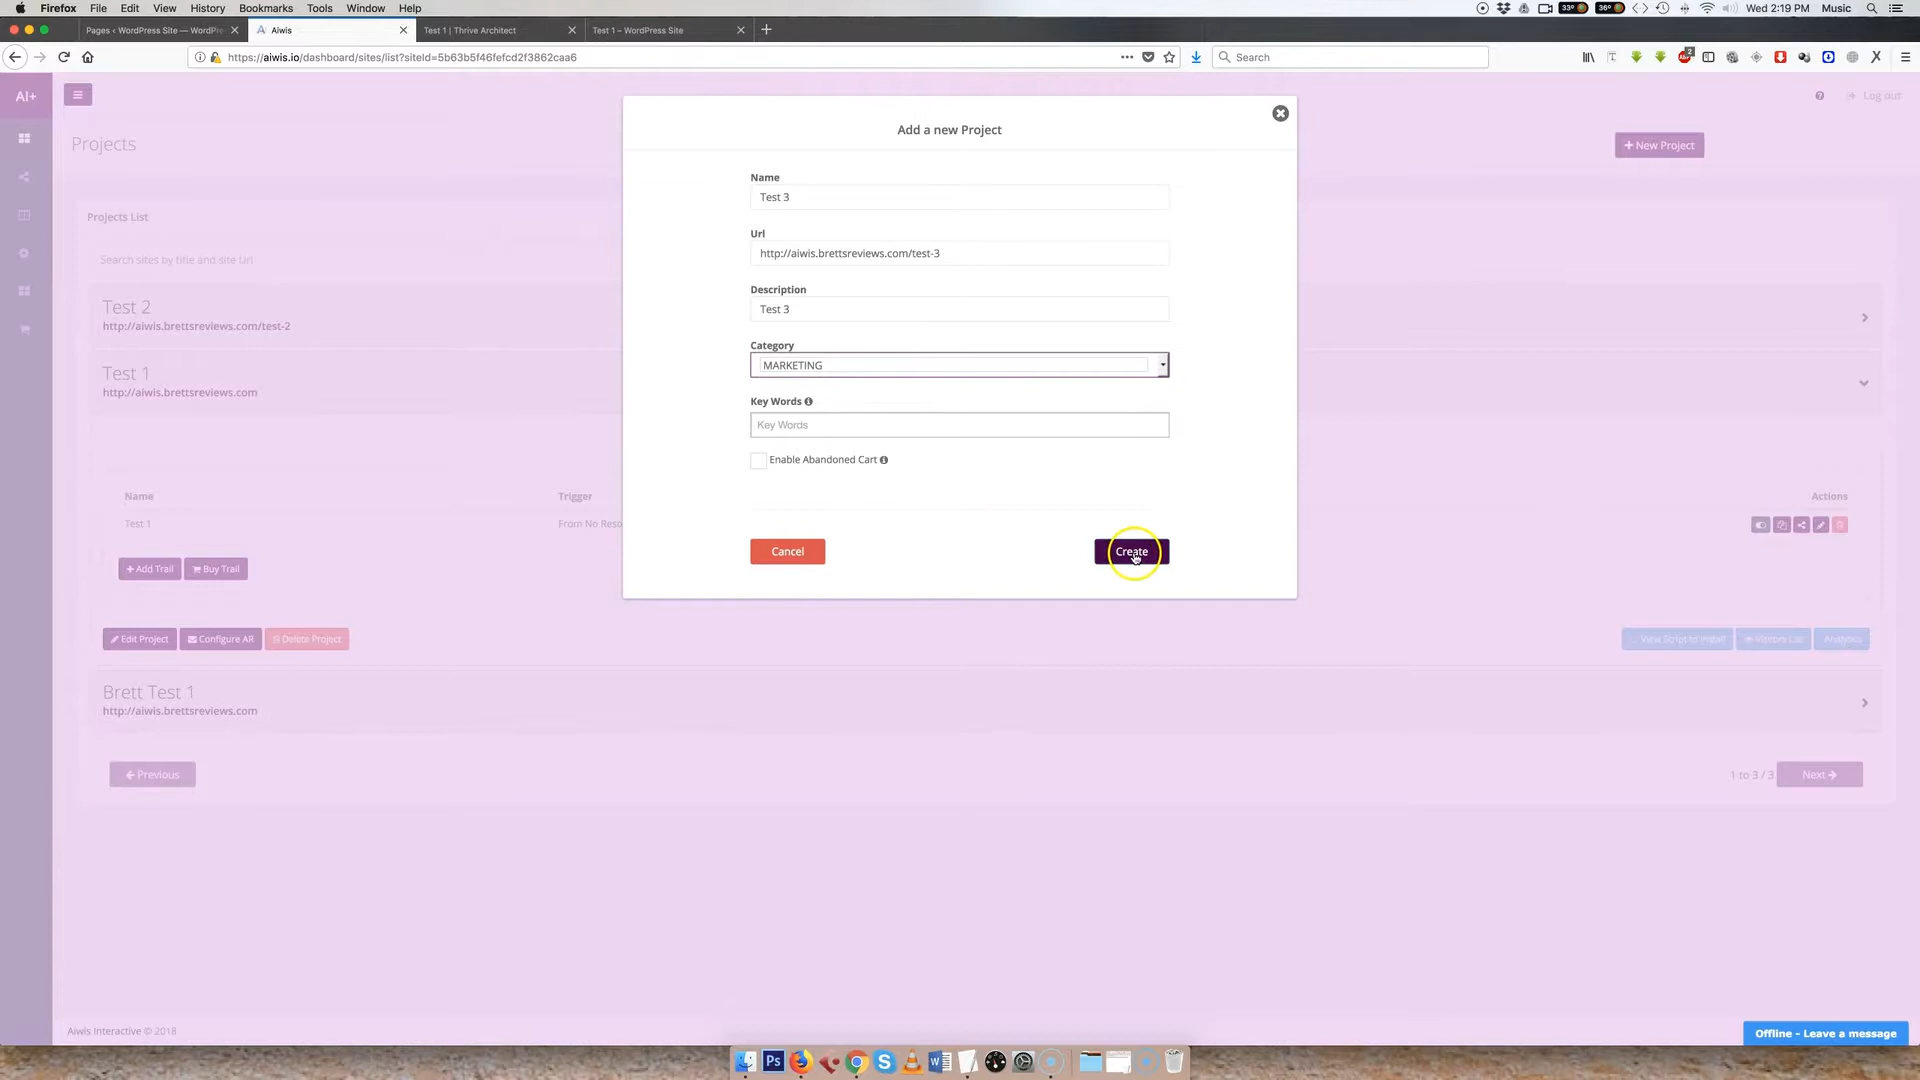 Firefox File Edit View History Bookmarks Tools Window Help
33° 36° Wed 2:19 PM Music
Pages ‹ WordPress Site — WordPr
Aiwis
Test 1 | Thrive Architect
Test 1 – WordPress Site
https://aiwis.io/dashboard/sites/list?siteId=5b63b5f46fefcd2f3862caa6
Search
AI+
Log out
Projects
+ New Project
Add a new Project
Name
Test 3
Url
http://aiwis.brettsreviews.com/test-3
Description
Test 3
Category
MARKETING
Key Words
Key Words
Enable Abandoned Cart
Cancel
Create
Projects List
Search sites by title and site Url
Test 2
http://aiwis.brettsreviews.com/test-2
Test 1
http://aiwis.brettsreviews.com
Name Trigger Actions
Test 1 From No Reso
+ Add Trail Buy Trail
Edit Project Configure AR Delete Project
View Script to Install Visitors List Analytics
Brett Test 1
http://aiwis.brettsreviews.com
Previous
1 to 3 / 3 Next
Aiwis Interactive © 2018
Offline - Leave a message